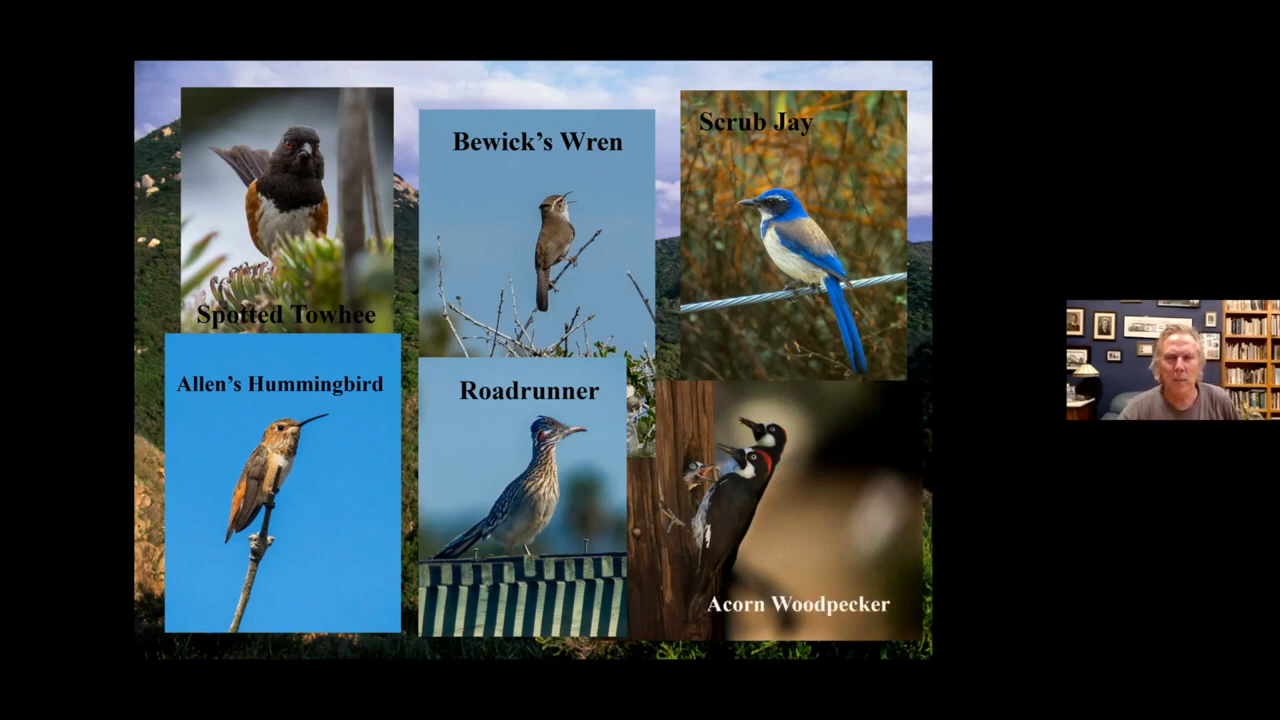 Bewick’s Wren
Scrub Jay
Spotted Towhee
Allen’s Hummingbird
Roadrunner
Acorn Woodpecker